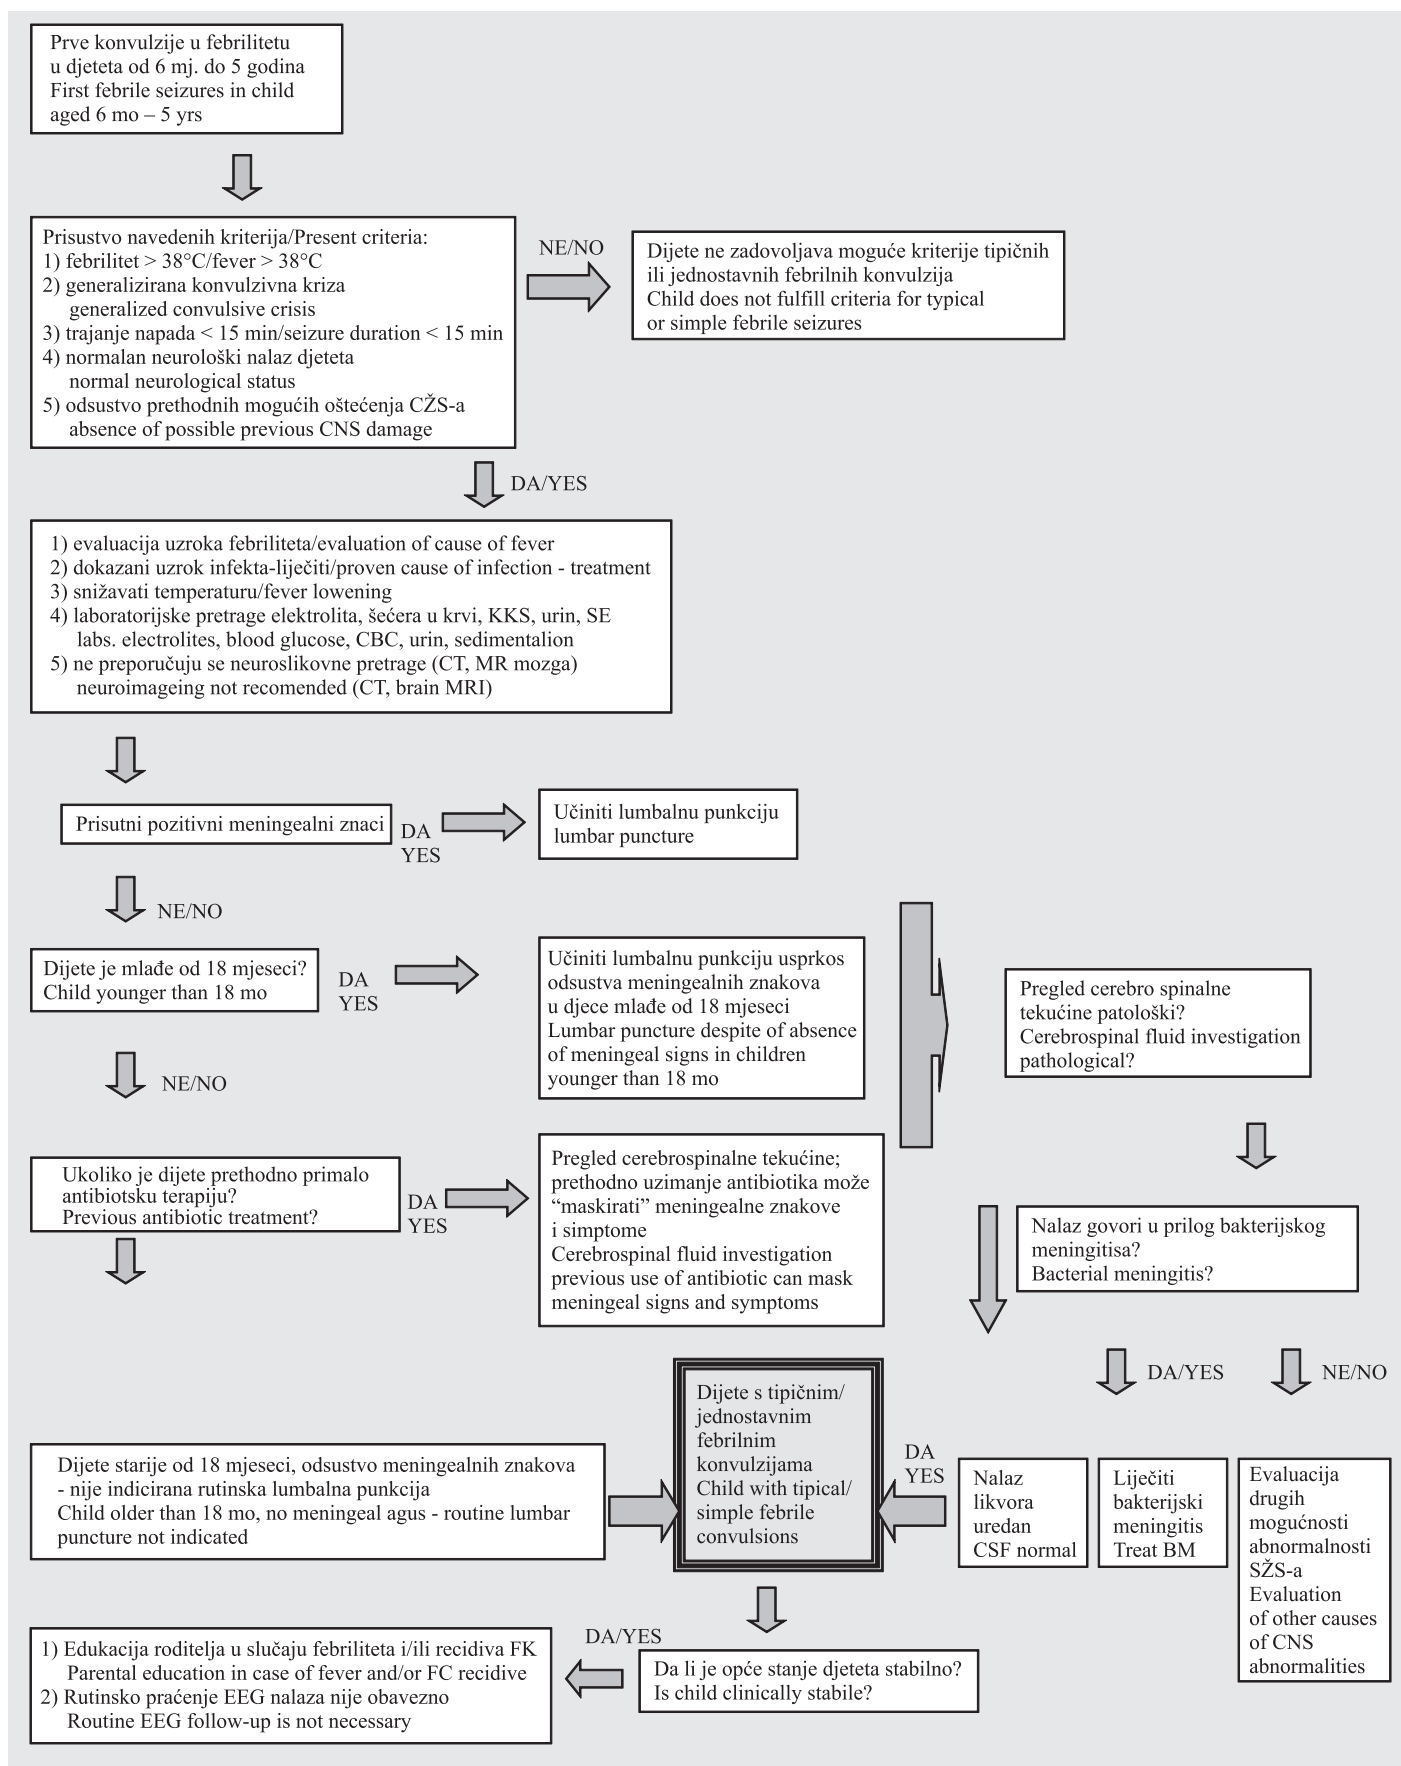 Prve konvulzije u febrilitetu
u djeteta od 6 mj. do 5 godina
First febrile seizures in child
aged 6 mo – 5 yrs
Prisustvo navedenih kriterija/Present criteria:
1) febrilitet > 38°C/fever > 38°C
2) generalizirana konvulzivna kriza
generalized convulsive crisis
3) trajanje napada < 15 min/seizure duration < 15 min
4) normalan neurološki nalaz djeteta
normal neurological status
5) odsustvo prethodnih mogućih oštećenja CŽS-a
absence of possible previous CNS damage
NE/NO
Dijete ne zadovoljava moguće kriterije tipičnih
ili jednostavnih febrilnih konvulzija
Child does not fulfill criteria for typical
or simple febrile seizures
DA/YES
1) evaluacija uzroka febriliteta/evaluation of cause of fever
2) dokazani uzrok infekta-liječiti/proven cause of infection - treatment
3) snižavati temperaturu/fever lowening
4) laboratorijske pretrage elektrolita, šećera u krvi, KKS, urin, SE
labs. electrolites, blood glucose, CBC, urin, sedimentalion
5) ne preporučuju se neuroslikovne pretrage (CT, MR mozga)
neuroimageing not recomended (CT, brain MRI)
Prisutni pozitivni meningealni znaci
DA
YES
Učiniti lumbalnu punkciju
lumbar puncture
NE/NO
Dijete je mlađe od 18 mjeseci?
Child younger than 18 mo
DA
YES
Učiniti lumbalnu punkciju usprkos
odsustva meningealnih znakova
u djece mlađe od 18 mjeseci
Lumbar puncture despite of absence
of meningeal signs in children
younger than 18 mo
Pregled cerebro spinalne
tekućine patološki?
Cerebrospinal fluid investigation
pathological?
NE/NO
Ukoliko je dijete prethodno primalo
antibiotsku terapiju?
Previous antibiotic treatment?
DA
YES
Pregled cerebrospinalne tekućine;
prethodno uzimanje antibiotika može
“maskirati” meningealne znakove
i simptome
Cerebrospinal fluid investigation
previous use of antibiotic can mask
meningeal signs and symptoms
Nalaz govori u prilog bakterijskog
meningitisa?
Bacterial meningitis?
DA/YES
NE/NO
Dijete starije od 18 mjeseci, odsustvo meningealnih znakova
- nije indicirana rutinska lumbalna punkcija
Child older than 18 mo, no meningeal agus - routine lumbar
puncture not indicated
Dijete s tipičnim/
jednostavnim
febrilnim
konvulzijama
Child with tipical/
simple febrile
convulsions
DA
YES
Nalaz
likvora
uredan
CSF normal
Liječiti
bakterijski
meningitis
Treat BM
Evaluacija
drugih
mogućnosti
abnormalnosti
SŽS-a
Evaluation
of other causes
of CNS
abnormalities
Da li je opće stanje djeteta stabilno?
Is child clinically stabile?
DA/YES
1) Edukacija roditelja u slučaju febriliteta i/ili recidiva FK
Parental education in case of fever and/or FC recidive
2) Rutinsko praćenje EEG nalaza nije obavezno
Routine EEG follow-up is not necessary